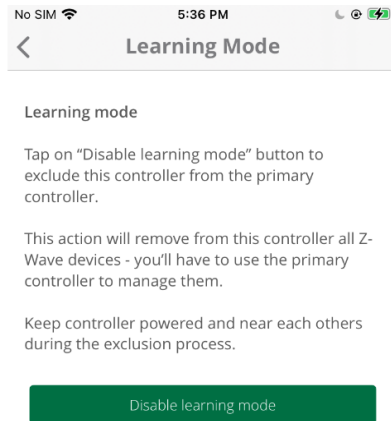 No SIM 5:36 PM
Learning Mode
Learning mode
Tap on “Disable learning mode” button to
exclude this controller from the primary
controller.
This action will remove from this controller all Z-
Wave devices - you’ll have to use the primary
controller to manage them.
Keep controller powered and near each others
during the exclusion process.
Disable learning mode